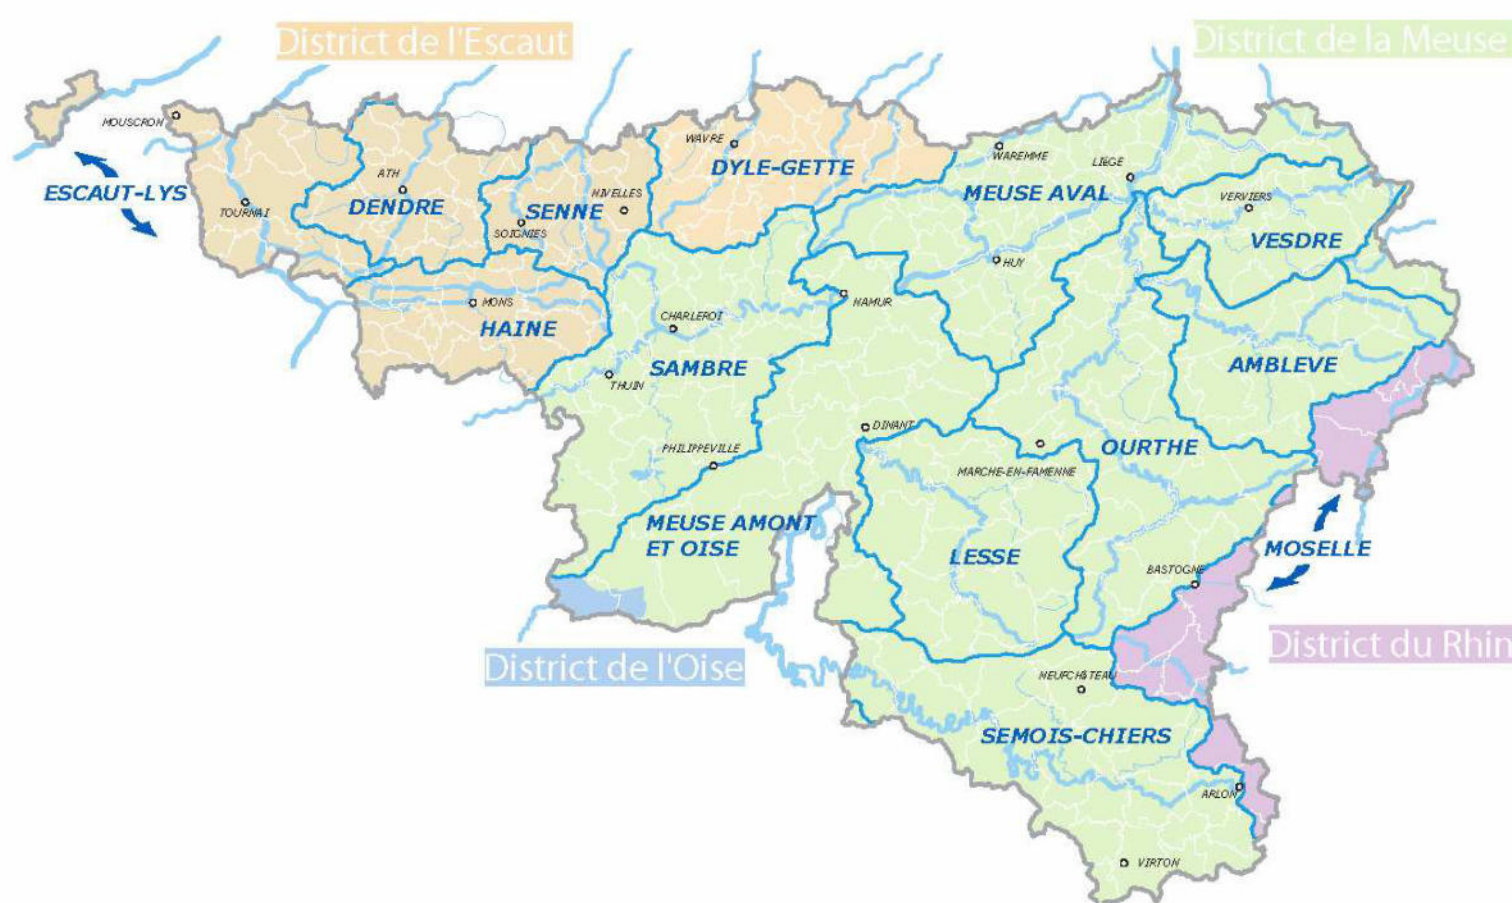 District de l'Escaut
District de la Meuse
MOUSCRON
ESCAUT-LYS
TOURNAI
ATH
DENDRE
SENNE
SOIGNIES
NIVELLES
WAVRE
DYLE-GETTE
WAREMME
LIÈGE
MEUSE AVAL
VERVIERS
VESDRE
HUY
MONS
HAINE
NAMUR
CHARLEROI
SAMBRE
THUIN
AMBLEVE
DINANT
PHILIPPEVILLE
OURTHE
MARCHE-EN-FAMENNE
MEUSE AMONT
ET OISE
LESSE
MOSELLE
BASTOGNE
District de l'Oise
District du Rhin
NEUFCHÂTEAU
SEMOIS-CHIERS
ARLON
VIRTON